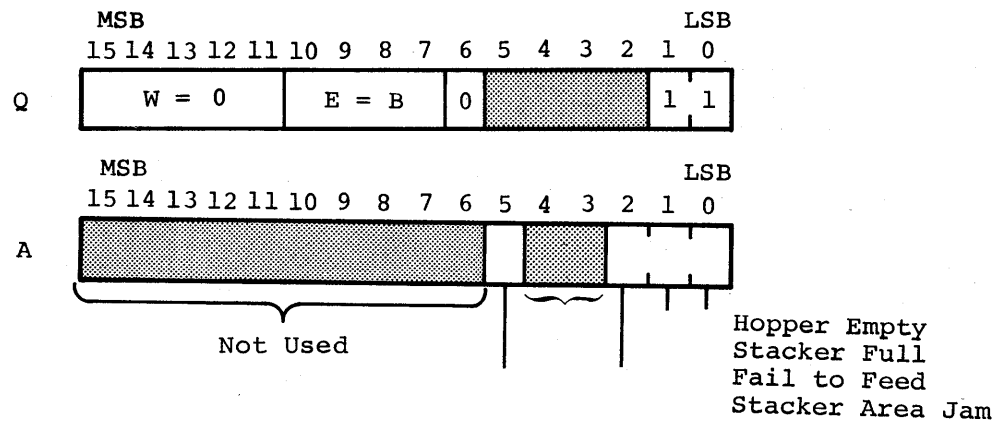 MSB LSB
15 14 13 12 11 10 9 8 7 6 5 4 3 2 1 0
Q W = 0 E = B 0 1 1
MSB LSB
15 14 13 12 11 10 9 8 7 6 5 4 3 2 1 0
A
Not Used
Hopper Empty
Stacker Full
Fail to Feed
Stacker Area Jam